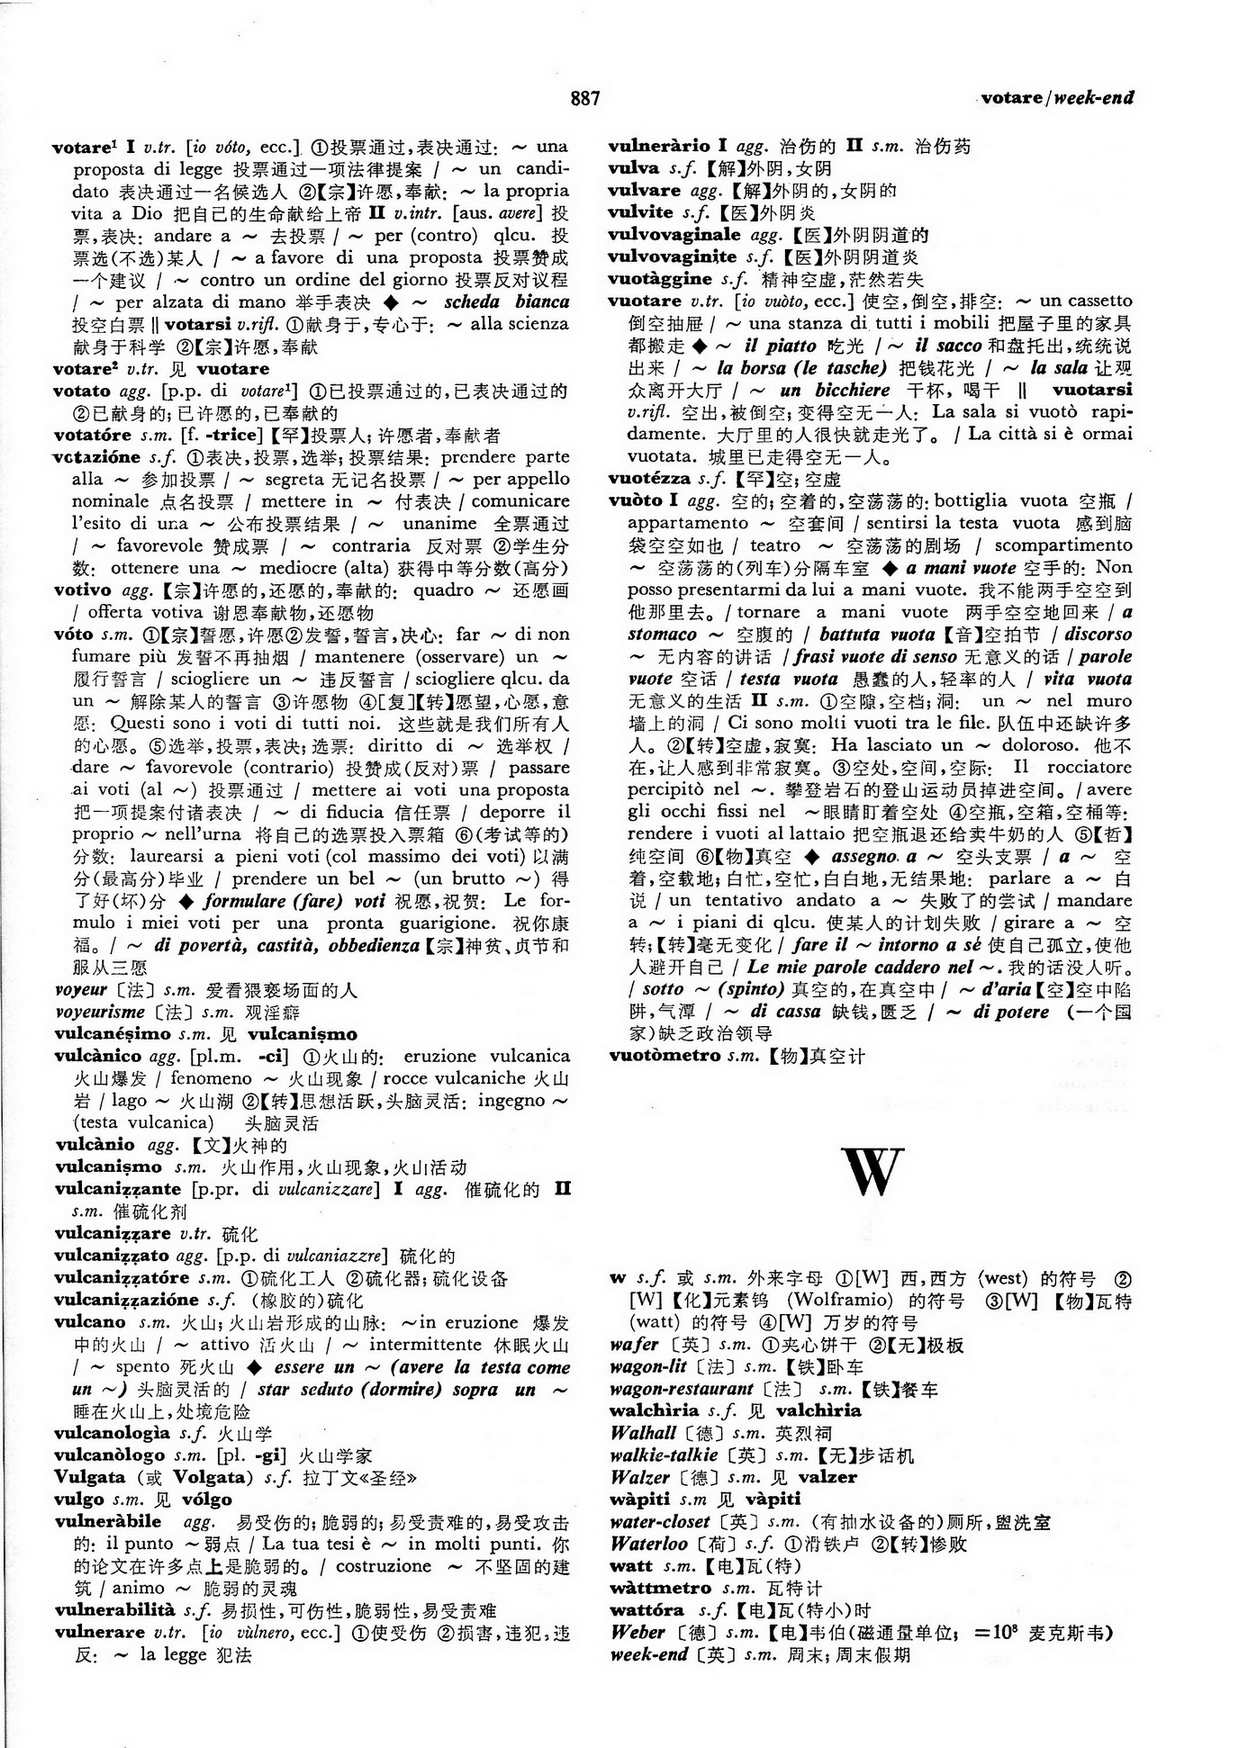 887
votare/week-end
votare¹ I v.tr. [io vóto, ecc.] ①投票通过,表决通过: ~ una
proposta di legge 投票通过一项法律提案 / ~ un candi-
dato 表决通过一名候选人 ②【宗】许愿,奉献: ~ la propria
vita a Dio 把自己的生命献给上帝 II v.intr. [aus. avere] 投
票,表决: andare a ~ 去投票 / ~ per (contro) qlcu. 投
票选(不选)某人 / ~ a favore di una proposta 投票赞成
一个建议 / ~ contro un ordine del giorno 投票反对议程
/ ~ per alzata di mano 举手表决 ◆ ~ scheda bianca
投空白票 ‖ votarsi v.rifl. ①献身于,专心于: ~ alla scienza
献身于科学 ②【宗】许愿,奉献
votare² v.tr. 见 vuotare
votato agg. [p.p. di votare¹] ①已投票通过的,已表决通过的
②已献身的;已许愿的,已奉献的
votatóre s.m. [f. -trice]【罕】投票人;许愿者,奉献者
votazióne s.f. ①表决,投票,选举;投票结果: prendere parte
alla ~ 参加投票 / ~ segreta 无记名投票 / ~ per appello
nominale 点名投票 / mettere in ~ 付表决 / comunicare
l'esito di una ~ 公布投票结果 / ~ unanime 全票通过
/ ~ favorevole 赞成票 / ~ contraria 反对票 ②学生分
数: ottenere una ~ mediocre (alta) 获得中等分数(高分)
votivo agg.【宗】许愿的,还愿的,奉献的: quadro ~ 还愿画
/ offerta votiva 谢恩奉献物,还愿物
vóto s.m. ①【宗】誓愿,许愿②发誓,誓言,决心: far ~ di non
fumare più 发誓不再抽烟 / mantenere (osservare) un ~
履行誓言 / sciogliere un ~ 违反誓言 / sciogliere qlcu. da
un ~ 解除某人的誓言 ③许愿物 ④[复]【转】愿望,心愿,意
愿: Questi sono i voti di tutti noi. 这些就是我们所有人
的心愿。⑤选举,投票,表决;选票: diritto di ~ 选举权 /
dare ~ favorevole (contrario) 投赞成(反对)票 / passare
ai voti (al ~) 投票通过 / mettere ai voti una proposta
把一项提案付诸表决 / ~ di fiducia 信任票 / deporre il
proprio ~ nell'urna 将自己的选票投入票箱 ⑥(考试等的)
分数: laurearsi a pieni voti (col massimo dei voti) 以满
分(最高分)毕业 / prendere un bel ~ (un brutto ~) 得
了好(坏)分 ◆ formulare (fare) voti 祝愿,祝贺: Le for-
mulo i miei voti per una pronta guarigione. 祝你康
福。/ ~ di povertà, castità, obbedienza【宗】神贫、贞节和
服从三愿
voyeur〔法〕s.m. 爱看猥亵场面的人
voyeurisme〔法〕s.m. 观淫癖
vulcanéṣimo s.m. 见 vulcaniṣmo
vulcànico agg. [pl.m. -ci] ①火山的: eruzione vulcanica
火山爆发 / fenomeno ~ 火山现象 / rocce vulcaniche 火山
岩 / lago ~ 火山湖 ②【转】思想活跃,头脑灵活: ingegno ~
(testa vulcanica) 头脑灵活
vulcànio agg.【文】火神的
vulcaniṣmo s.m. 火山作用,火山现象,火山活动
vulcaniẓẓante [p.pr. di vulcanizzare] I agg. 催硫化的 II
s.m. 催硫化剂
vulcaniẓẓare v.tr. 硫化
vulcaniẓẓato agg. [p.p. di vulcaniazzre] 硫化的
vulcaniẓẓatóre s.m. ①硫化工人 ②硫化器;硫化设备
vulcaniẓẓazióne s.f. (橡胶的)硫化
vulcano s.m. 火山;火山岩形成的山脉: ~in eruzione 爆发
中的火山 / ~ attivo 活火山 / ~ intermittente 休眠火山
/ ~ spento 死火山 ◆ essere un ~ (avere la testa come
un ~) 头脑灵活的 / star seduto (dormire) sopra un ~
睡在火山上,处境危险
vulcanologìa s.f. 火山学
vulcanòlogo s.m. [pl. -gi] 火山学家
Vulgata (或 Volgata) s.f. 拉丁文《圣经》
vulgo s.m. 见 vólgo
vulneràbile agg. 易受伤的;脆弱的;易受责难的,易受攻击
的: il punto ~弱点 / La tua tesi è ~ in molti punti. 你
的论文在许多点上是脆弱的。/ costruzione ~ 不坚固的建
筑 / animo ~ 脆弱的灵魂
vulnerabilità s.f. 易损性,可伤性,脆弱性,易受责难
vulnerare v.tr. [io vùlnero, ecc.] ①使受伤 ②损害,违犯,违
反: ~ la legge 犯法
vulneràrio I agg. 治伤的 II s.m. 治伤药
vulva s.f.【解】外阴,女阴
vulvare agg.【解】外阴的,女阴的
vulvite s.f.【医】外阴炎
vulvovaginale agg.【医】外阴阴道的
vulvovaginite s.f.【医】外阴阴道炎
vuotàggine s.f. 精神空虚,茫然若失
vuotare v.tr. [io vuòto, ecc.] 使空,倒空,排空: ~ un cassetto
倒空抽屉 / ~ una stanza di tutti i mobili 把屋子里的家具
都搬走 ◆ ~ il piatto 吃光 / ~ il sacco 和盘托出,统统说
出来 / ~ la borsa (le tasche) 把钱花光 / ~ la sala 让观
众离开大厅 / ~ un bicchiere 干杯, 喝干 ‖ vuotarsi
v.rifl. 空出,被倒空;变得空无一人: La sala si vuotò rapi-
damente. 大厅里的人很快就走光了。/ La città si è ormai
vuotata. 城里已走得空无一人。
vuotézza s.f.【罕】空;空虚
vuòto I agg. 空的;空着的,空荡荡的: bottiglia vuota 空瓶 /
appartamento ~ 空套间 / sentirsi la testa vuota 感到脑
袋空空如也 / teatro ~ 空荡荡的剧场 / scompartimento
~ 空荡荡的(列车)分隔车室 ◆ a mani vuote 空手的: Non
posso presentarmi da lui a mani vuote. 我不能两手空空到
他那里去。/ tornare a mani vuote 两手空空地回来 / a
stomaco ~ 空腹的 / battuta vuota【音】空拍节 / discorso
~ 无内容的讲话 / frasi vuote di senso 无意义的话 / parole
vuote 空话 / testa vuota 愚蠢的人,轻率的人 / vita vuota
无意义的生活 II s.m. ①空隙,空档;洞: un ~ nel muro
墙上的洞 / Ci sono molti vuoti tra le file. 队伍中还缺许多
人。②【转】空虚,寂寞: Ha lasciato un ~ doloroso. 他不
在,让人感到非常寂寞。③空处,空间,空际: Il rocciatore
percipitò nel ~. 攀登岩石的登山运动员掉进空间。/ avere
gli occhi fissi nel ~眼睛盯着空处 ④空瓶,空箱,空桶等:
rendere i vuoti al lattaio 把空瓶退还给卖牛奶的人 ⑤【哲】
纯空间 ⑥【物】真空 ◆ assegno a ~ 空头支票 / a ~ 空
着,空载地;白忙,空忙,白白地,无结果地: parlare a ~ 白
说 / un tentativo andato a ~ 失败了的尝试 / mandare
a ~ i piani di qlcu. 使某人的计划失败 / girare a ~ 空
转;【转】毫无变化 / fare il ~ intorno a sé 使自己孤立,使他
人避开自己 / Le mie parole caddero nel ~. 我的话没人听。
/ sotto ~ (spinto) 真空的,在真空中 / ~ d'aria【空】空中陷
阱,气潭 / ~ di cassa 缺钱,匮乏 / ~ di potere (一个国
家)缺乏政治领导
vuotòmetro s.m.【物】真空计
W
w s.f. 或 s.m. 外来字母 ①[W] 西,西方 (west) 的符号 ②
[W]【化】元素钨 (Wolframio) 的符号 ③[W]【物】瓦特
(watt) 的符号 ④[W] 万岁的符号
wafer〔英〕s.m. ①夹心饼干 ②【无】极板
wagon-lit〔法〕s.m.【铁】卧车
wagon-restaurant〔法〕 s.m.【铁】餐车
walchìria s.f. 见 valchìria
Walhall〔德〕s.m. 英烈祠
walkie-talkie〔英〕s.m.【无】步话机
Walzer〔德〕s.m. 见 valzer
wàpiti s.m 见 vàpiti
water-closet〔英〕s.m. (有抽水设备的)厕所,盥洗室
Waterloo〔荷〕s.f. ①滑铁卢 ②【转】惨败
watt s.m.【电】瓦(特)
wàttmetro s.m. 瓦特计
wattóra s.f.【电】瓦(特小)时
Weber〔德〕s.m.【电】韦伯(磁通量单位; =10⁸ 麦克斯韦)
week-end〔英〕s.m. 周末;周末假期